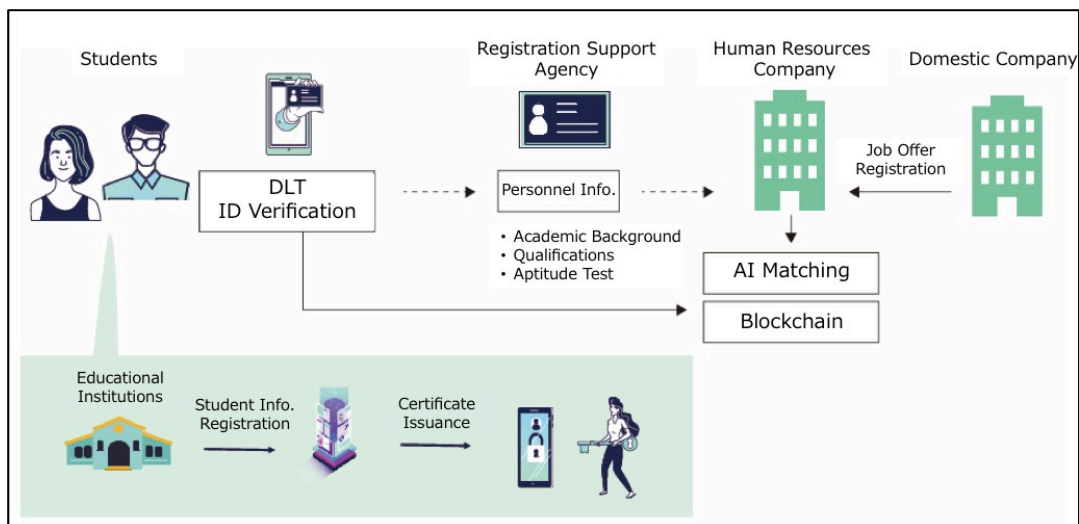 Students
Registration Support
Agency
Human Resources
Company
Domestic Company
DLT
ID Verification
Personnel Info.
• Academic Background
• Qualifications
• Aptitude Test
Job Offer
Registration
AI Matching
Blockchain
Educational
Institutions
Student Info.
Registration
Certificate
Issuance